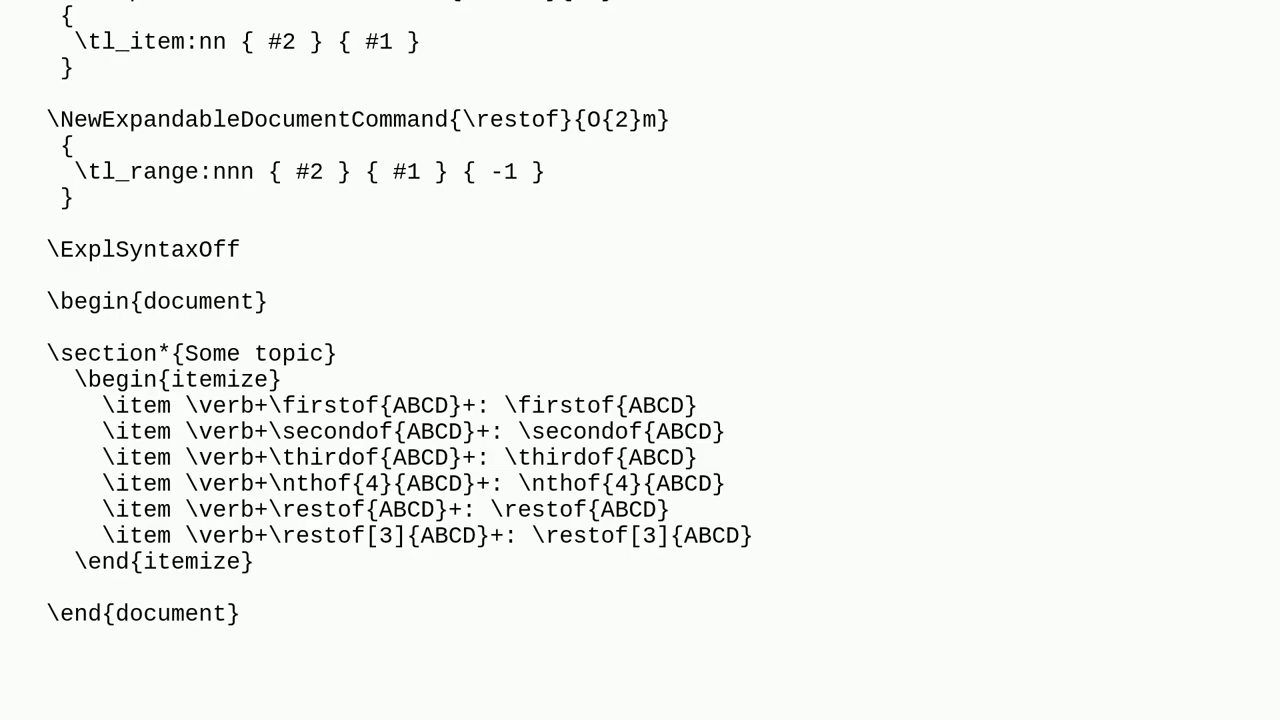 {
\tl_item:nn { #2 } { #1 }
}
\NewExpandableDocumentCommand{\restof}{O{2}m}
{
\tl_range:nnn { #2 } { #1 } { -1 }
}
\ExplSyntaxOff
\begin{document}
\section*{Some topic}
\begin{itemize}
\item \verb+\firstof{ABCD}+: \firstof{ABCD}
\item \verb+\secondof{ABCD}+: \secondof{ABCD}
\item \verb+\thirdof{ABCD}+: \thirdof{ABCD}
\item \verb+\nthof{4}{ABCD}+: \nthof{4}{ABCD}
\item \verb+\restof{ABCD}+: \restof{ABCD}
\item \verb+\restof[3]{ABCD}+: \restof[3]{ABCD}
\end{itemize}
\end{document}